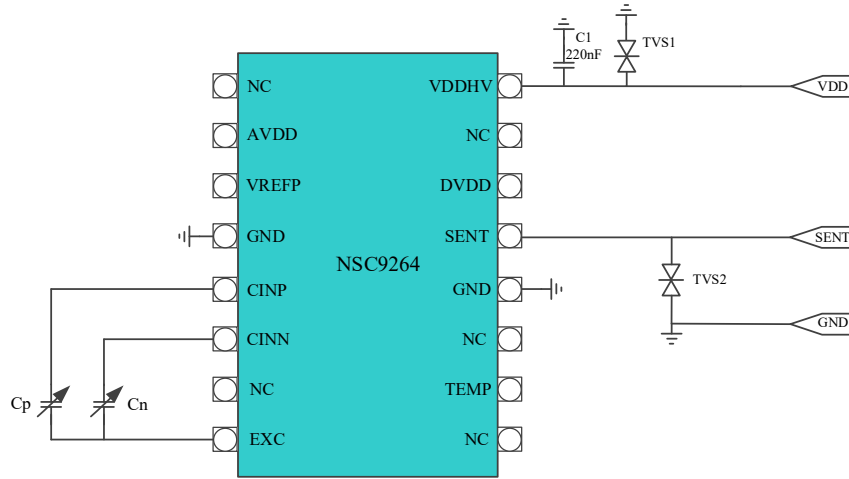 C1
220nF
TVS1
NC
VDDHV
VDD
AVDD
NC
VREFP
DVDD
GND
SENT
SENT
NSC9264
CINP
GND
TVS2
GND
CINN
NC
Cp
Cn
NC
TEMP
EXC
NC